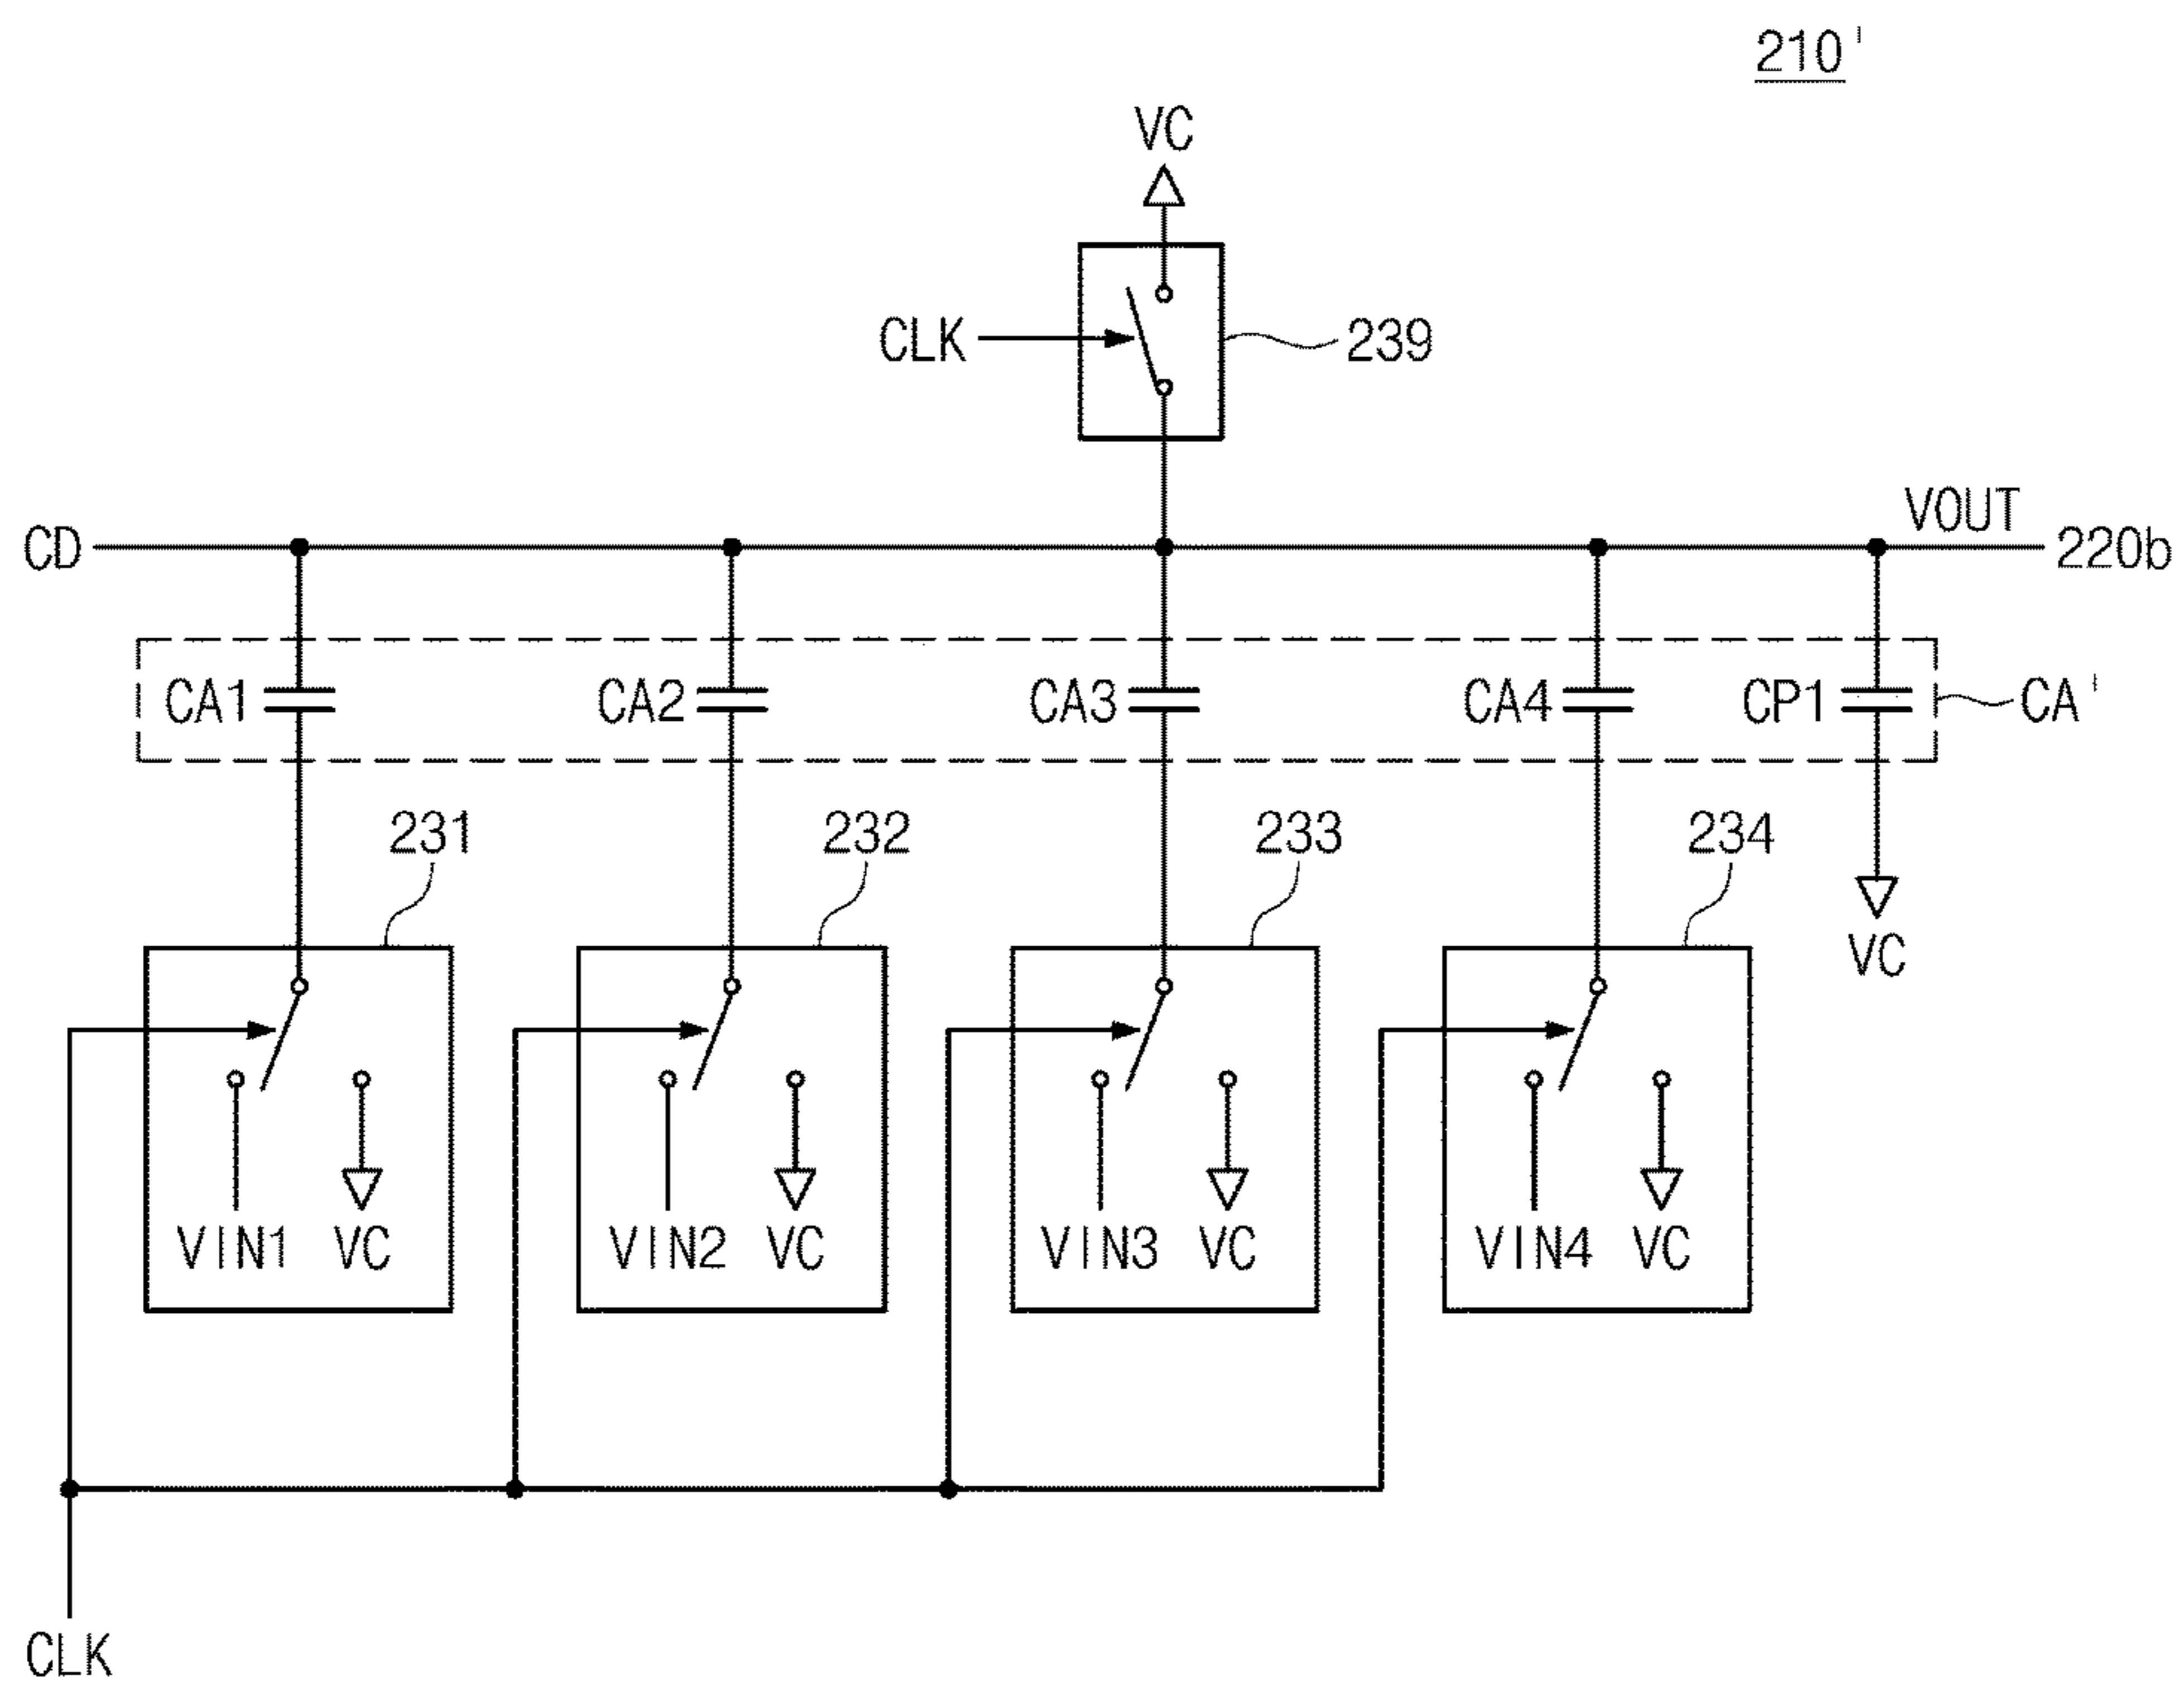 210'
VC
CLK
239
CD
VOUT
220b
CA1
CA2
CA3
CA4
CP1
CA'
231
232
233
234
VC
VIN1 VC
VIN2 VC
VIN3 VC
VIN4 VC
CLK